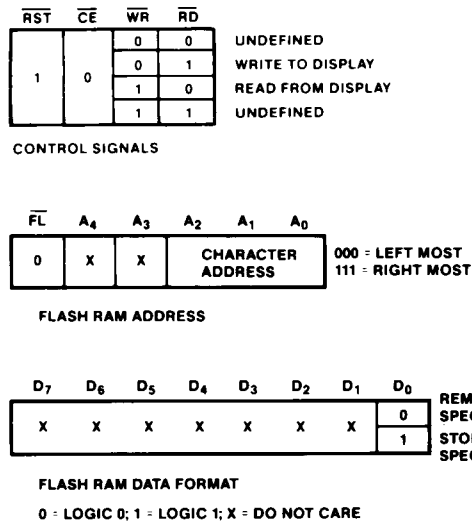 RST CE WR RD
0 0 UNDEFINED
0 1 WRITE TO DISPLAY
1 0 1 0 READ FROM DISPLAY
1 1 UNDEFINED
CONTROL SIGNALS
FL A4 A3 A2 A1 A0
0 X X CHARACTER ADDRESS 000 = LEFT MOST
111 = RIGHT MOST
FLASH RAM ADDRESS
D7 D6 D5 D4 D3 D2 D1 D0
X X X X X X X 0
1
FLASH RAM DATA FORMAT
0 = LOGIC 0; 1 = LOGIC 1; X = DO NOT CARE